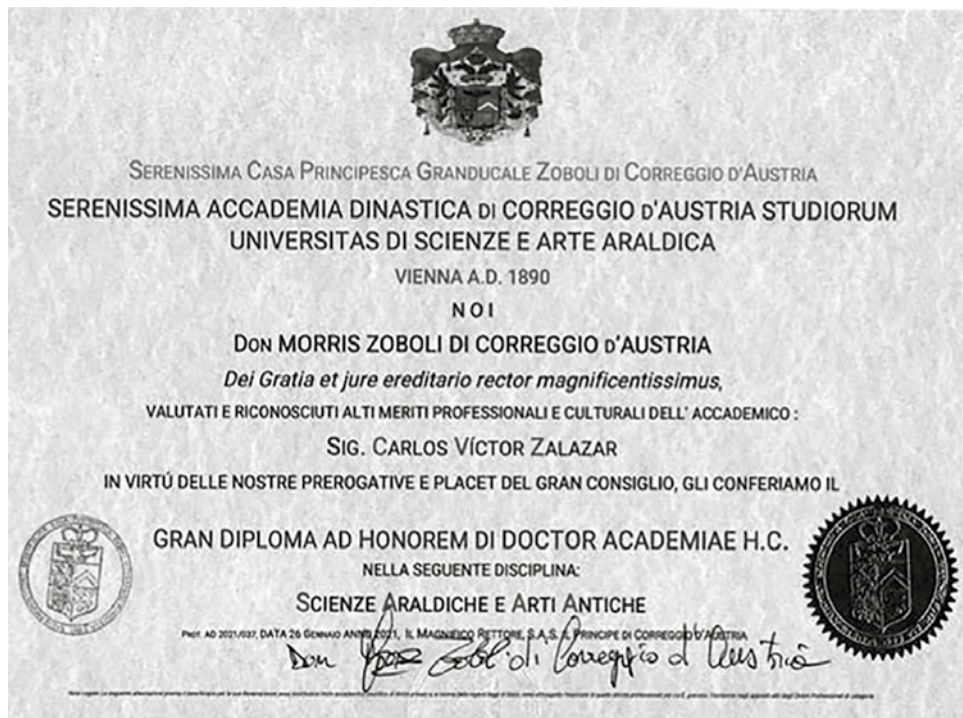 SERENISSIMA CASA PRINCIPESCA GRANDUCALE ZOBOLI DI CORREGGIO D'AUSTRIA
SERENISSIMA ACCADEMIA DINASTICA DI CORREGGIO D'AUSTRIA STUDIORUM
UNIVERSITAS DI SCIENZE E ARTE ARALDICA
VIENNA A.D. 1890
NOI
DON MORRIS ZOBOLI DI CORREGGIO D'AUSTRIA
Dei Gratia et jure ereditario rector magnificentissimus,
VALUTATI E RICONOSCIUTI ALTI MERITI PROFESSIONALI E CULTURALI DELL' ACCADEMICO :
SIG. CARLOS VÍCTOR ZALAZAR
IN VIRTÚ DELLE NOSTRE PREROGATIVE E PLACET DEL GRAN CONSIGLIO, GLI CONFERIAMO IL
GRAN DIPLOMA AD HONOREM DI DOCTOR ACADEMIAE H.C.
NELLA SEGUENTE DISCIPLINA:
SCIENZE ARALDICHE E ARTI ANTICHE
PROT. AD 2021/037, DATA 26 GENNAIO ANNO 2021, IL MAGNIFICO RETTORE, S.A.S. IL PRINCIPE DI CORREGGIO D'AUSTRIA
Don Zoboli di Correggio d'Austria